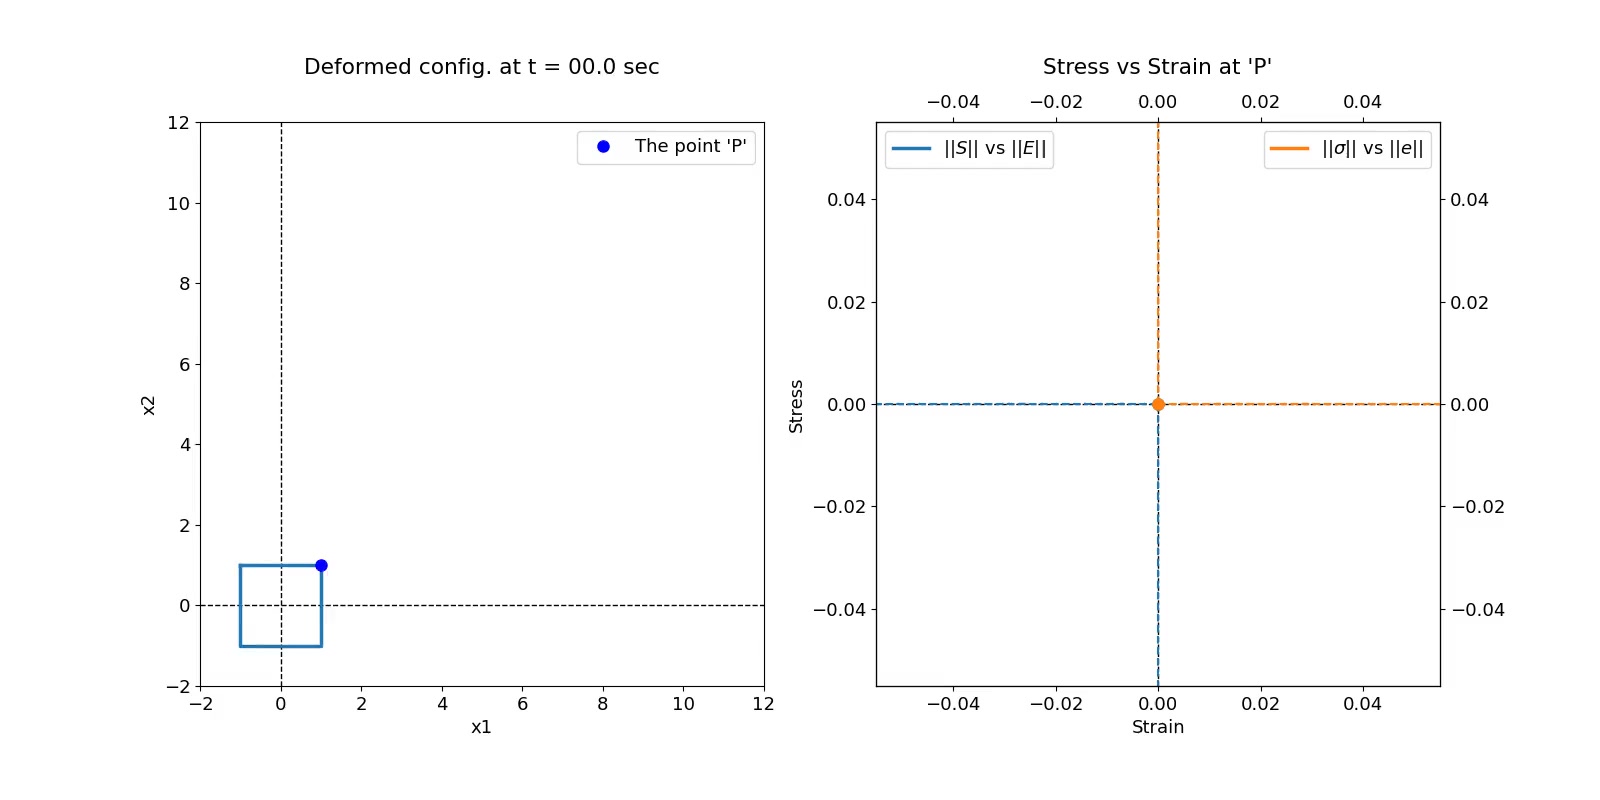 Deformed config. at t = 00.0 sec
12
10
8
6
4
2
0
−2
x2
−2 0 2 4 6 8 10 12
x1
The point 'P'
Stress vs Strain at 'P'
−0.04 −0.02 0.00 0.02 0.04
||S|| vs ||E||
||σ|| vs ||e||
0.04
0.02
0.00
−0.02
−0.04
Stress
0.04
0.02
0.00
−0.02
−0.04
−0.04 −0.02 0.00 0.02 0.04
Strain